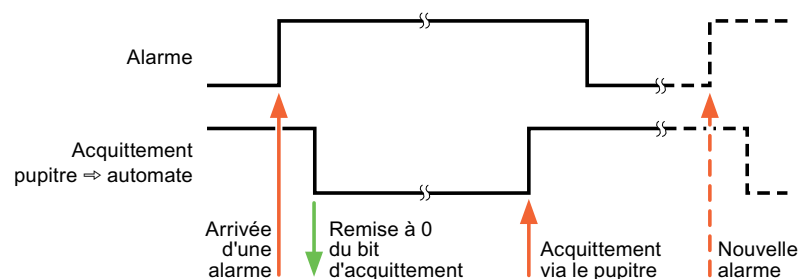 Alarme
Acquittement
pupitre ⇨ automate
Arrivée
d'une
alarme
Remise à 0
du bit
d'acquittement
Acquittement
via le pupitre
Nouvelle
alarme